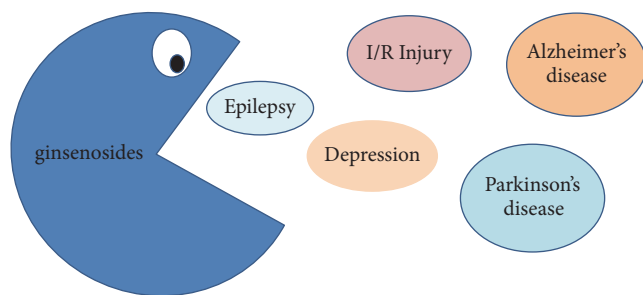 ginsenosides
Epilepsy
I/R Injury
Depression
Alzheimer’s
disease
Parkinson’s
disease